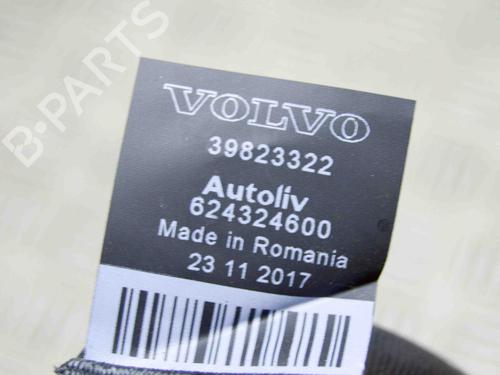 B-PARTS
VOLVO
39823322
Autoliv
624324600
Made in Romania
23 11 2017